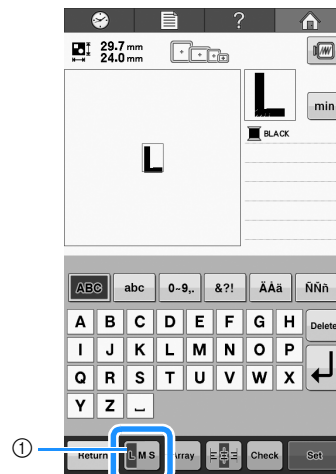 ?
29.7 mm
24.0 mm
L
min
BLACK
L
ABC abc 0~9,. &?! ÄÅä ÑÑñ
A B C D E F G H Delete
I J K L M N O P
Q R S T U V W X
Y Z
① Return L M S Array Check Set